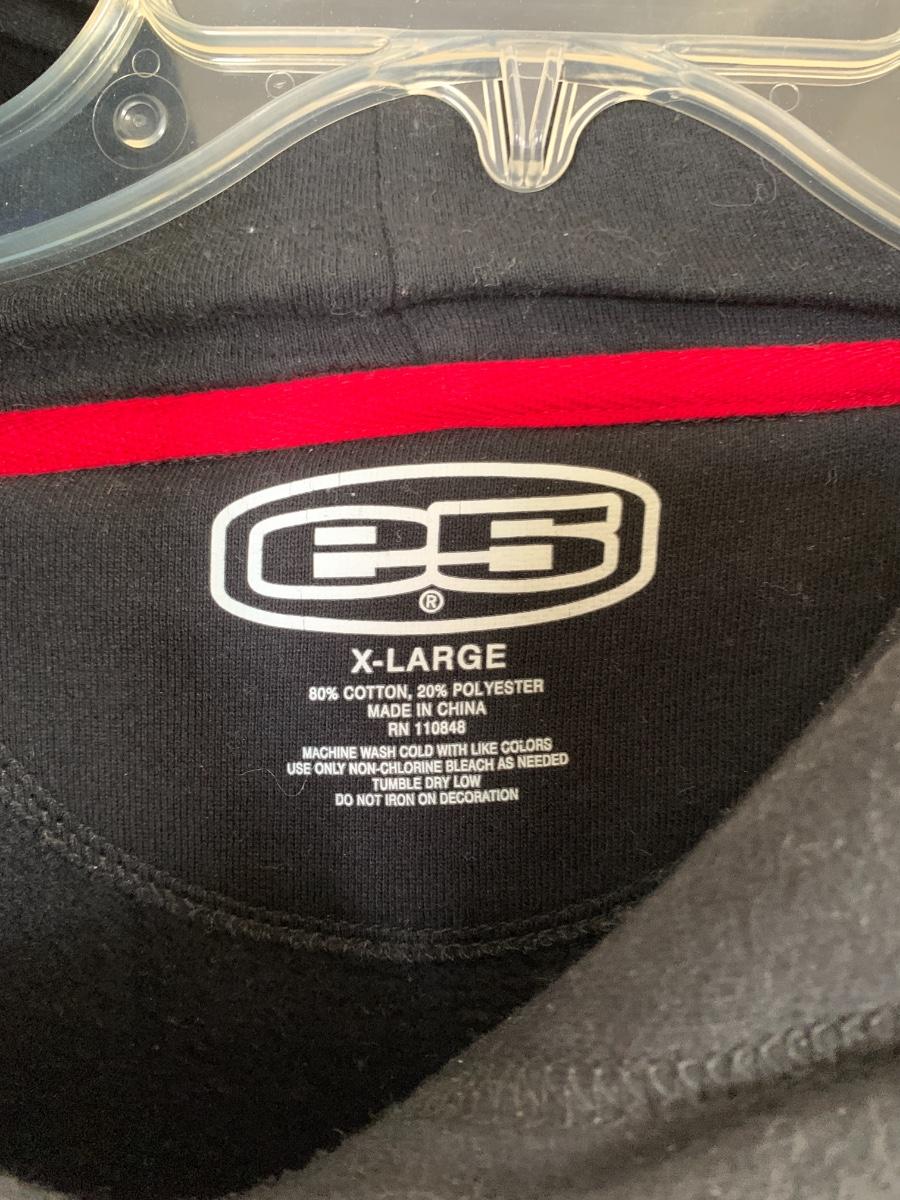 e5
®
X-LARGE
80% COTTON, 20% POLYESTER
MADE IN CHINA
RN 110848
MACHINE WASH COLD WITH LIKE COLORS
USE ONLY NON-CHLORINE BLEACH AS NEEDED
TUMBLE DRY LOW
DO NOT IRON ON DECORATION